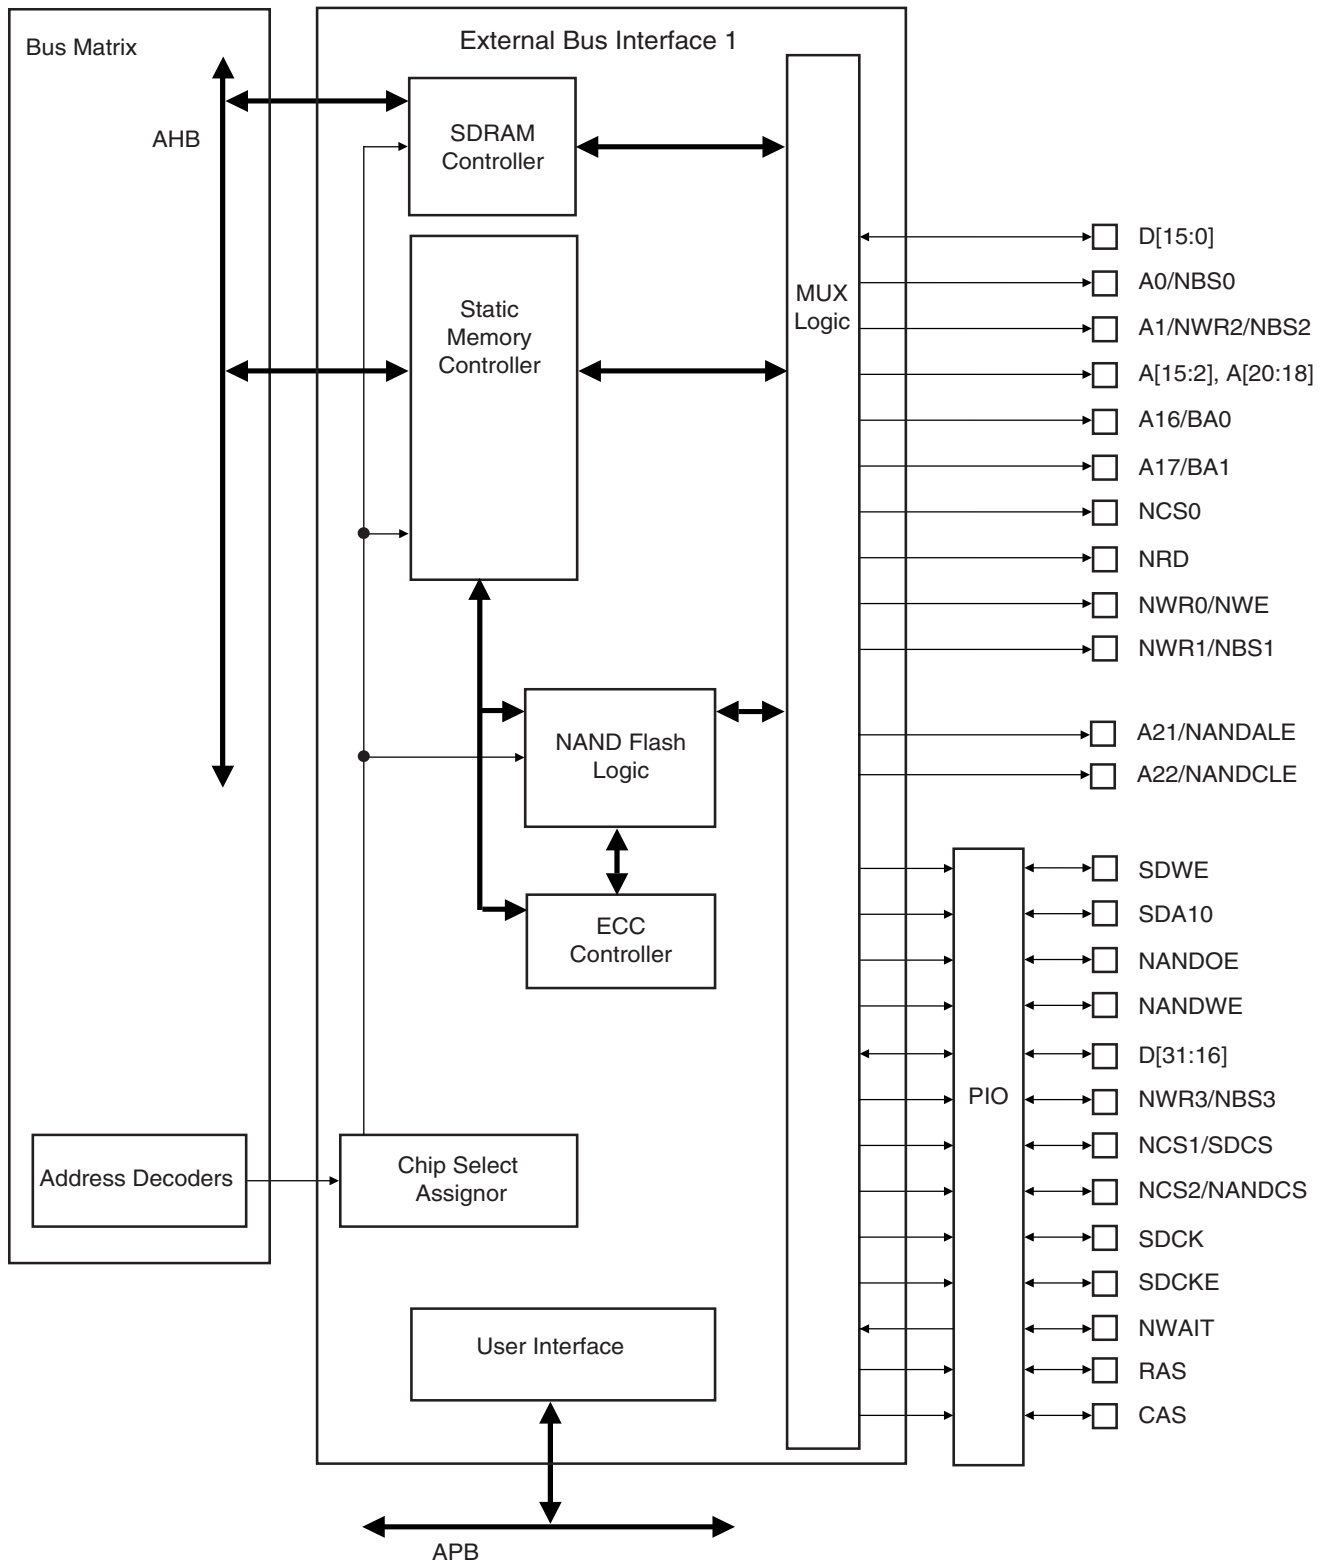 Bus Matrix
External Bus Interface 1
AHB
SDRAM
Controller
Static
Memory
Controller
MUX
Logic
NAND Flash
Logic
ECC
Controller
Address Decoders
Chip Select
Assignor
User Interface
APB
PIO
D[15:0]
A0/NBS0
A1/NWR2/NBS2
A[15:2], A[20:18]
A16/BA0
A17/BA1
NCS0
NRD
NWR0/NWE
NWR1/NBS1
A21/NANDALE
A22/NANDCLE
SDWE
SDA10
NANDOE
NANDWE
D[31:16]
NWR3/NBS3
NCS1/SDCS
NCS2/NANDCS
SDCK
SDCKE
NWAIT
RAS
CAS